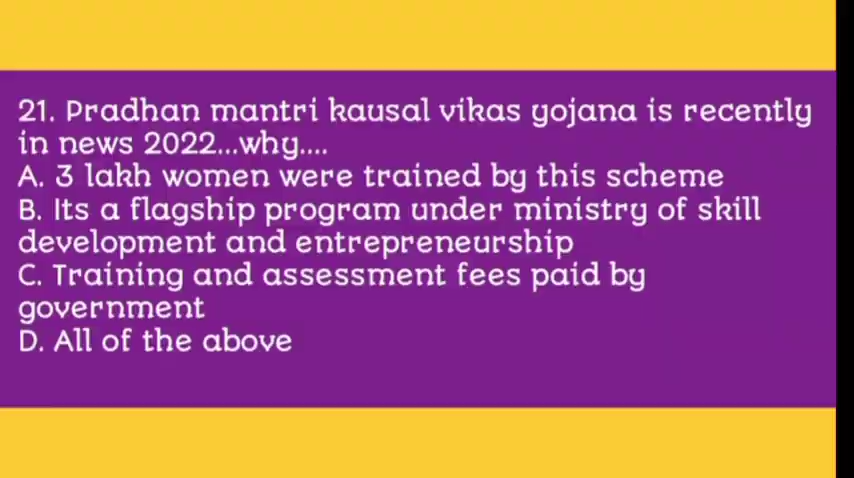 21. Pradhan mantri kausal vikas yojana is recently
in news 2022...why....
A. 3 lakh women were trained by this scheme
B. Its a flagship program under ministry of skill
development and entrepreneurship
C. Training and assessment fees paid by
government
D. All of the above